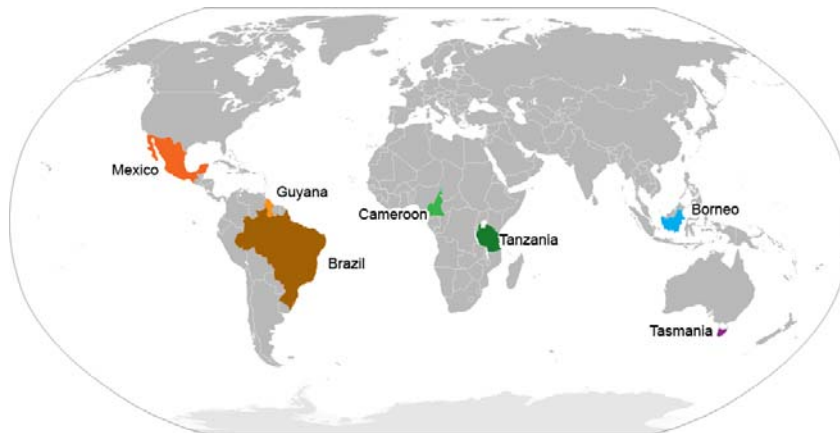 Mexico
Guyana
Cameroon
Borneo
Tanzania
Brazil
Tasmania